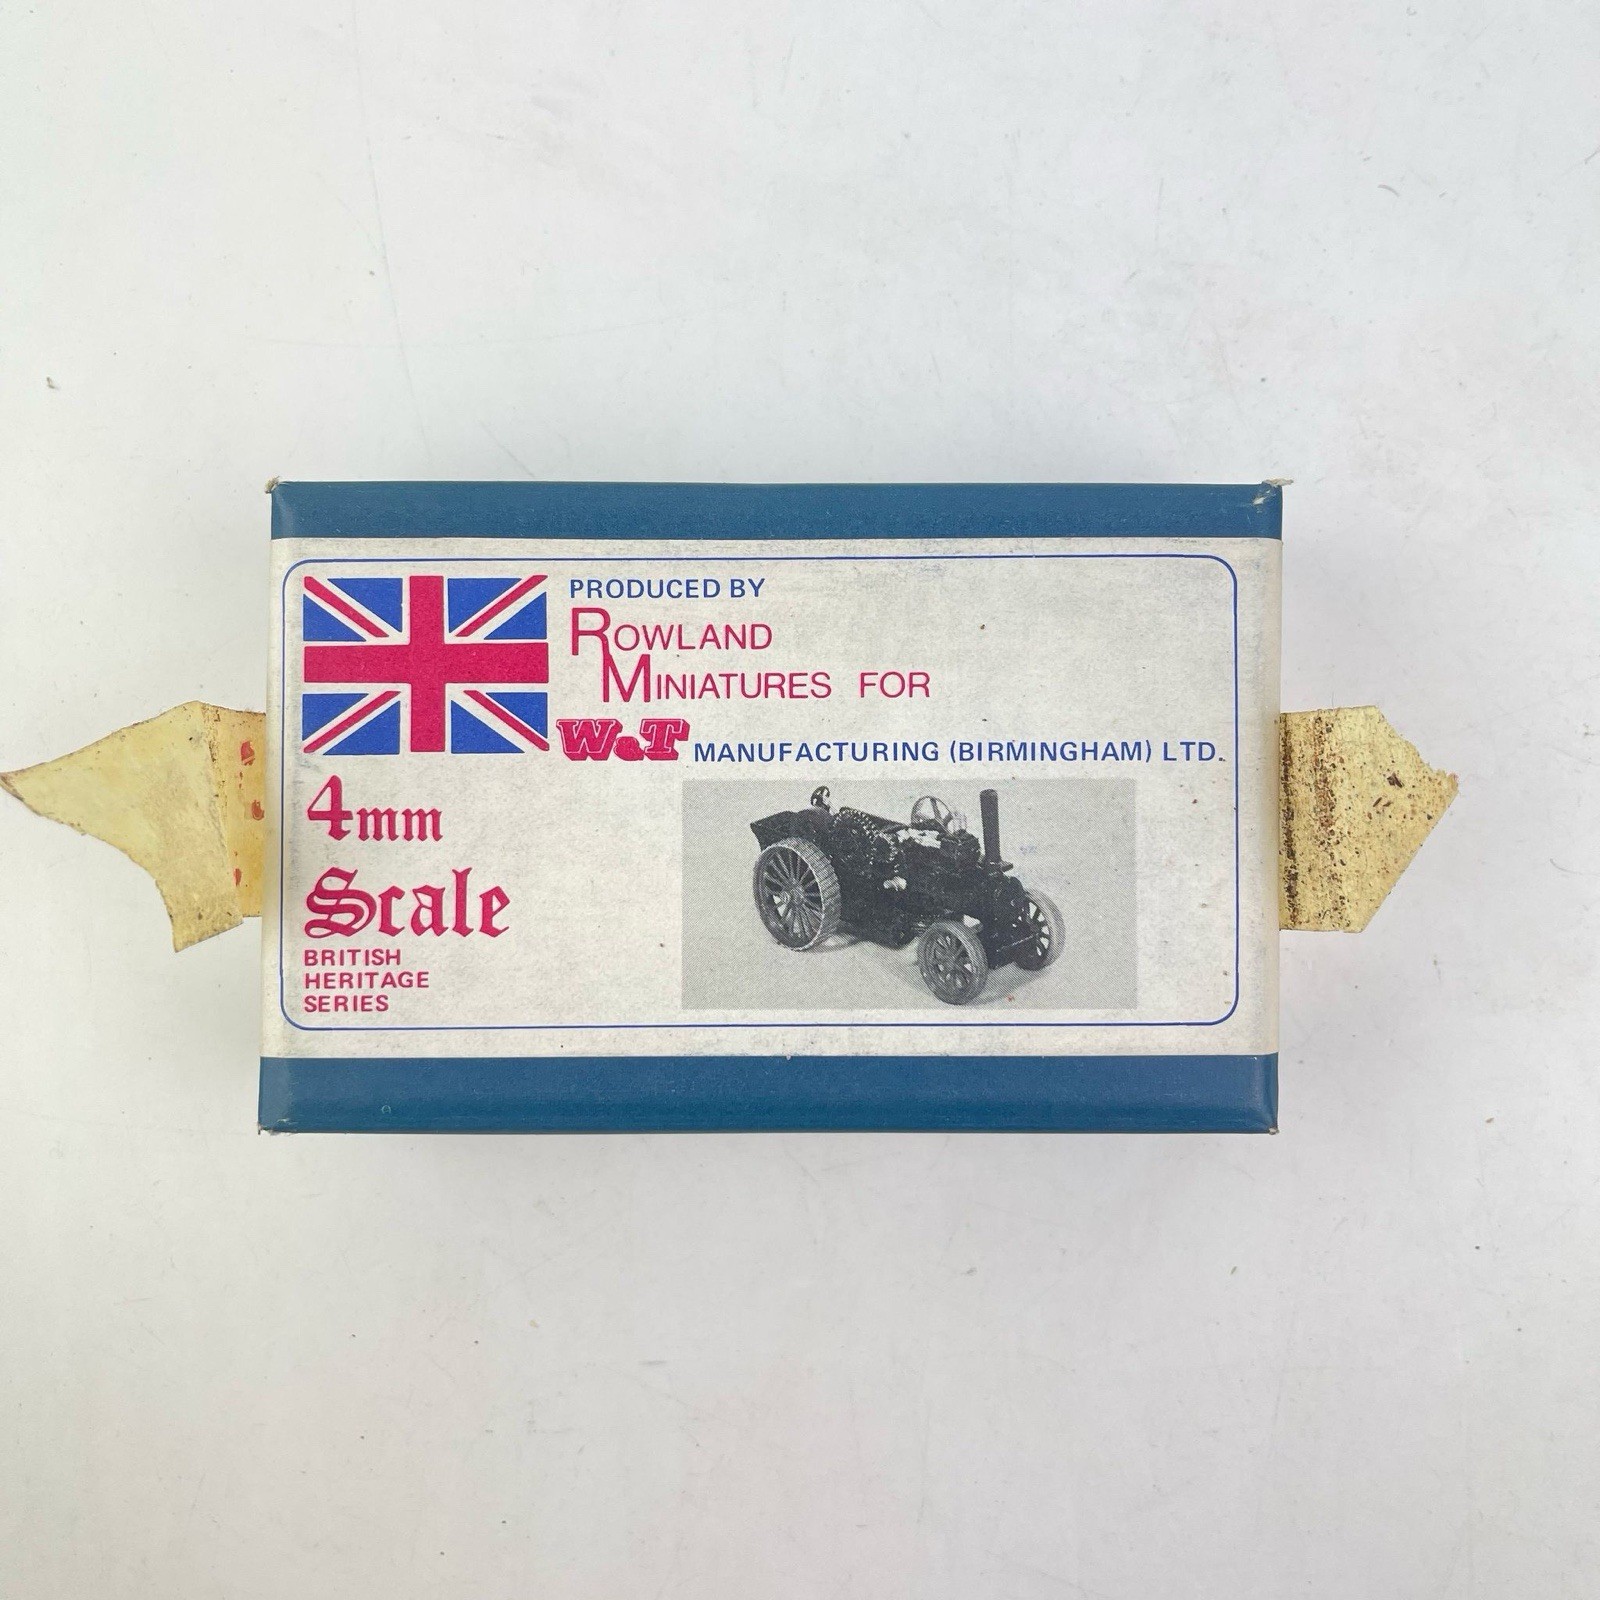 PRODUCED BY
ROWLAND
MINIATURES FOR
W&T MANUFACTURING (BIRMINGHAM) LTD.
4mm
Scale
BRITISH
HERITAGE
SERIES